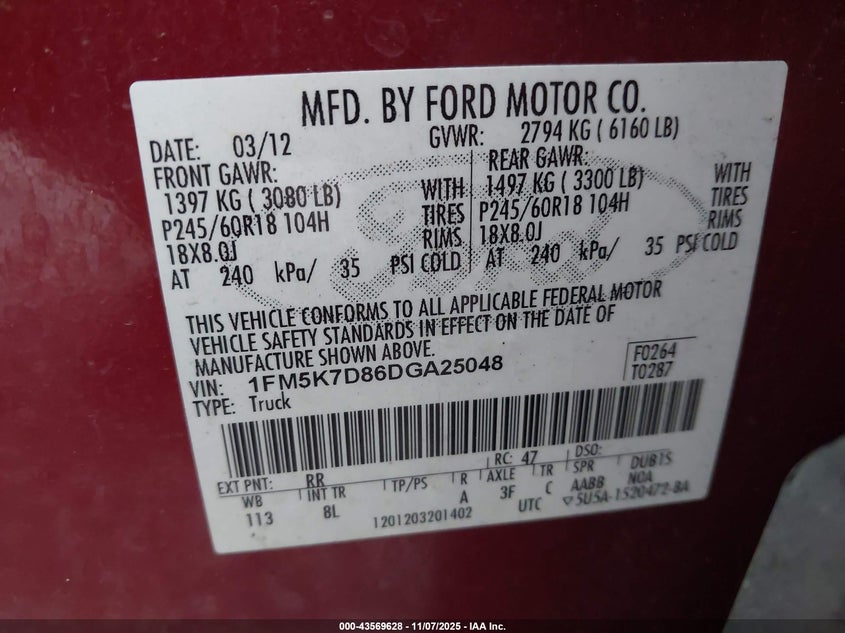 MFD. BY FORD MOTOR CO.
DATE: 03/12 GVWR: 2794 KG ( 6160 LB)
FRONT GAWR: REAR GAWR:
1397 KG ( 3080 LB) WITH 1497 KG ( 3300 LB) WITH
P245/60R18 104H TIRES P245/60R18 104H TIRES
18X8.0J RIMS 18X8.0J RIMS
AT 240 kPa/ 35 PSI COLD AT 240 kPa/ 35 PSI COLD
THIS VEHICLE CONFORMS TO ALL APPLICABLE FEDERAL MOTOR
VEHICLE SAFETY STANDARDS IN EFFECT ON THE DATE OF
MANUFACTURE SHOWN ABOVE.
VIN: 1FM5K7D86DGA25048 F0264
TYPE: Truck T0287
EXT PNT: RR RC: 47 DSO:
WB INT TR TP/PS R AXLE TR SPR DUB1S
113 8L A 3F C AABB NOA
1201203201402 UTC ▽5U5A-1520472-BA
000-43569628 - 11/07/2025 - IAA Inc.